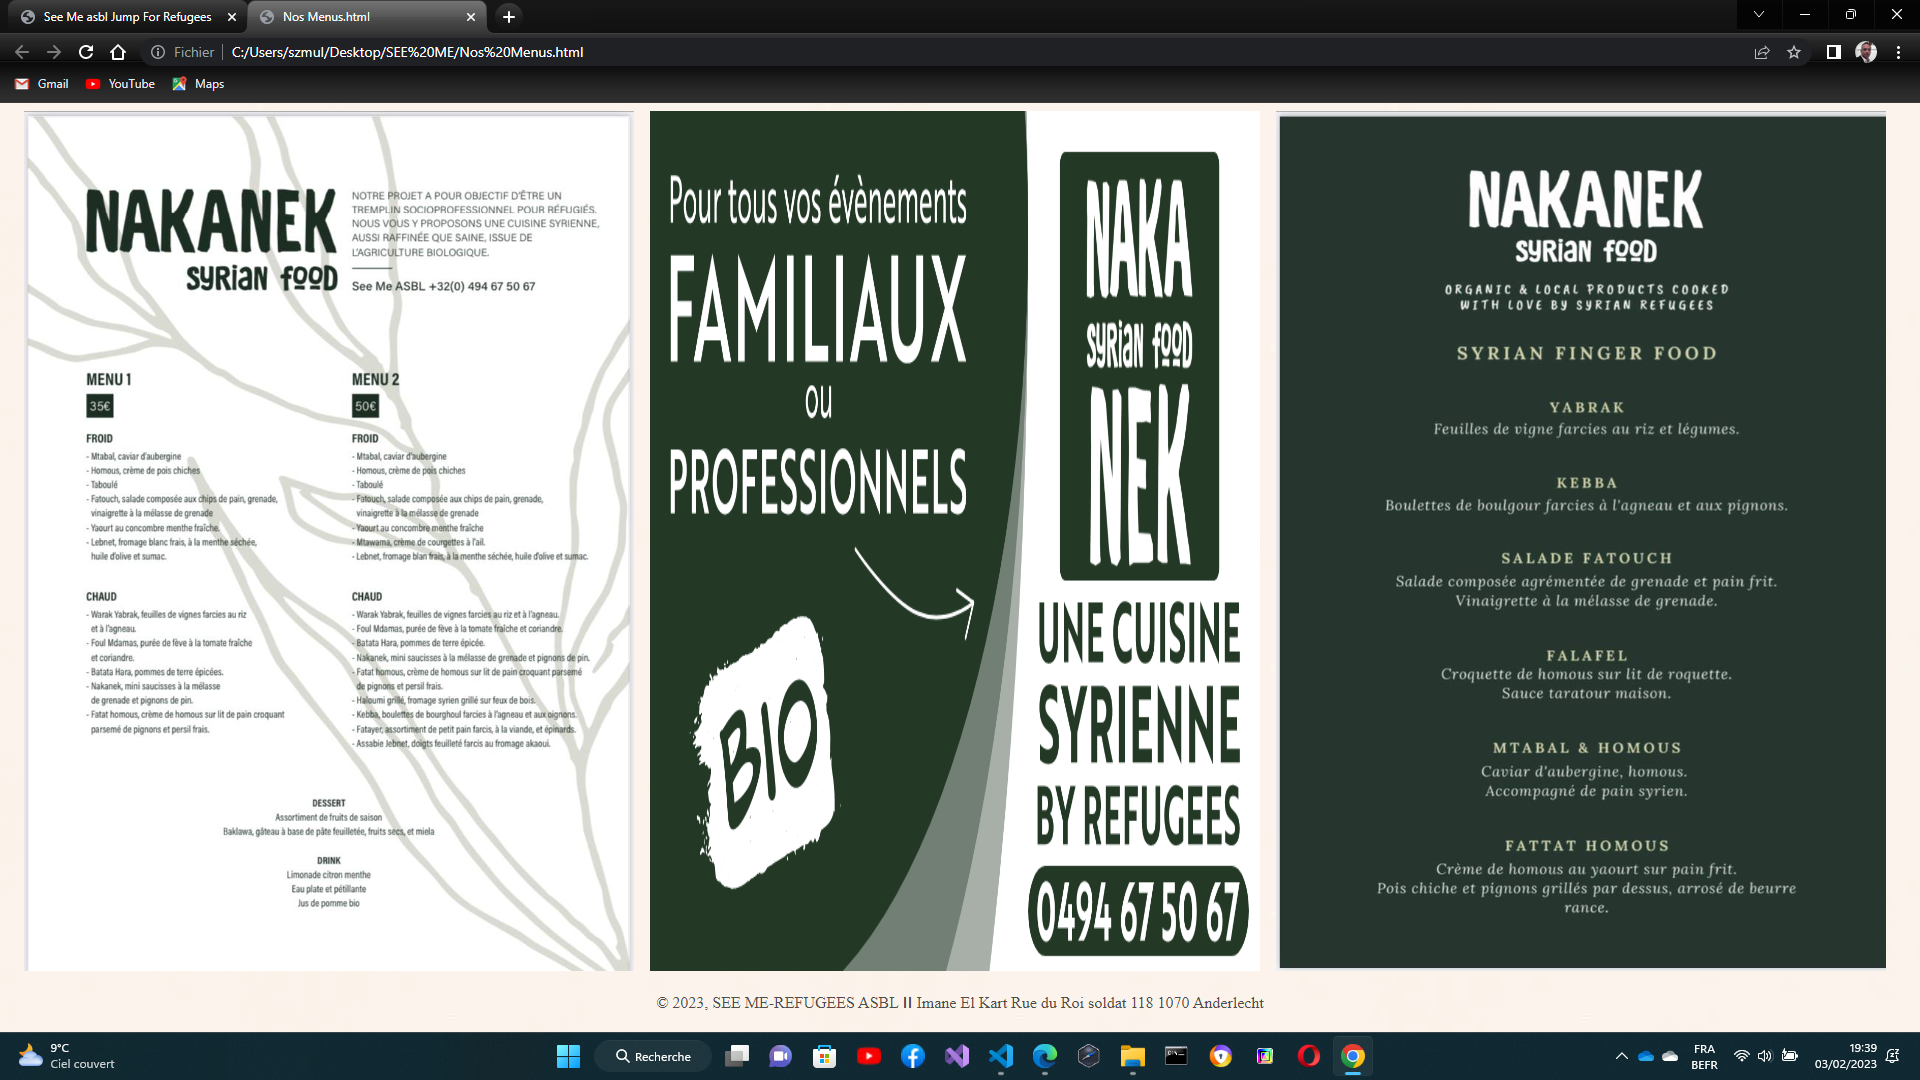 See Me asbl Jump For Refugees
Nos Menus.html
Fichier
C:/Users/szmul/Desktop/SEE%20ME/Nos%20Menus.html
Gmail
YouTube
Maps
NAKANEK
SYRIAN FOOD
NOTRE PROJET A POUR OBJECTIF D'ÊTRE UN
TREMPLIN SOCIOPROFESSIONNEL POUR RÉFUGIÉS.
NOUS VOUS Y PROPOSONS UNE CUISINE SYRIENNE,
AUSSI RAFFINÉE QUE SAINE, ISSUE DE
L'AGRICULTURE BIOLOGIQUE.
See Me ASBL +32(0) 494 67 50 67
MENU 1
35€
FROID
- Mtabal, caviar d'aubergine
- Homous, crème de pois chiches
- Taboulé
- Fatouch, salade composée aux chips de pain, grenade,
vinaigrette à la mélasse de grenade
- Yaourt au concombre menthe fraîche.
- Lebnet, fromage blanc frais, à la menthe séchée,
huile d'olive et sumac.
CHAUD
- Warak Yabrak, feuilles de vignes farcies au riz
et à l'agneau.
- Foul Mdamas, purée de fève à la tomate fraîche
et coriandre.
- Batata Hara, pommes de terre épicées.
- Nakanek, mini saucisses à la mélasse
de grenade et pignons de pin.
- Fatat homous, crème de homous sur lit de pain croquant
parsemé de pignons et persil frais.
MENU 2
50€
FROID
- Mtabal, caviar d'aubergine
- Homous, crème de pois chiches
- Taboulé
- Fatouch, salade composée aux chips de pain, grenade,
vinaigrette à la mélasse de grenade
- Yaourt au concombre menthe fraîche
- Mtawama, crème de courgettes à l'ail.
- Lebnet, fromage blan frais, à la menthe séchée, huile d'olive et sumac.
CHAUD
- Warak Yabrak, feuilles de vignes farcies au riz et à l'agneau.
- Foul Mdamas, purée de fève à la tomate fraîche et coriandre.
- Batata Hara, pommes de terre épicée.
- Nakanek, mini saucisses à la mélasse de grenade et pignons de pin.
- Fatat homous, crème de homous sur lit de pain croquant parsemé
de pignons et persil frais.
- Haloumi grillé, fromage syrien grillé sur feux de bois.
- Kebba, boulettes de bourghoul farcies à l'agneau et aux oignons.
- Fatayer, assortiment de petit pain farcis, à la viande, et épinards.
- Assabie Jebnet, doigts feuilleté farcis au fromage akaoui.
DESSERT
Assortiment de fruits de saison
Baklawa, gâteau à base de pâte feuilletée, fruits secs, et miela
DRINK
Limonade citron menthe
Eau plate et pétillante
Jus de pomme bio
Pour tous vos évènements
FAMILIAUX
ou
PROFESSIONNELS
BIO
NAKA
SYRIAN FOOD
NEK
UNE CUISINE
SYRIENNE
BY REFUGEES
0494 67 50 67
NAKANEK
SYRIAN FOOD
ORGANIC & LOCAL PRODUCTS COOKED
WITH LOVE BY SYRIAN REFUGEES
SYRIAN FINGER FOOD
YABRAK
Feuilles de vigne farcies au riz et légumes.
KEBBA
Boulettes de boulgour farcies à l'agneau et aux pignons.
SALADE FATOUCH
Salade composée agrémentée de grenade et pain frit.
Vinaigrette à la mélasse de grenade.
FALAFEL
Croquette de homous sur lit de roquette.
Sauce taratour maison.
MTABAL & HOMOUS
Caviar d'aubergine, homous.
Accompagné de pain syrien.
FATTAT HOMOUS
Crème de homous au yaourt sur pain frit.
Pois chiche et pignons grillés par dessus, arrosé de beurre
rance.
© 2023, SEE ME-REFUGEES ASBL II Imane El Kart Rue du Roi soldat 118 1070 Anderlecht
9°C
Ciel couvert
Recherche
FRA
BEFR
19:39
03/02/2023